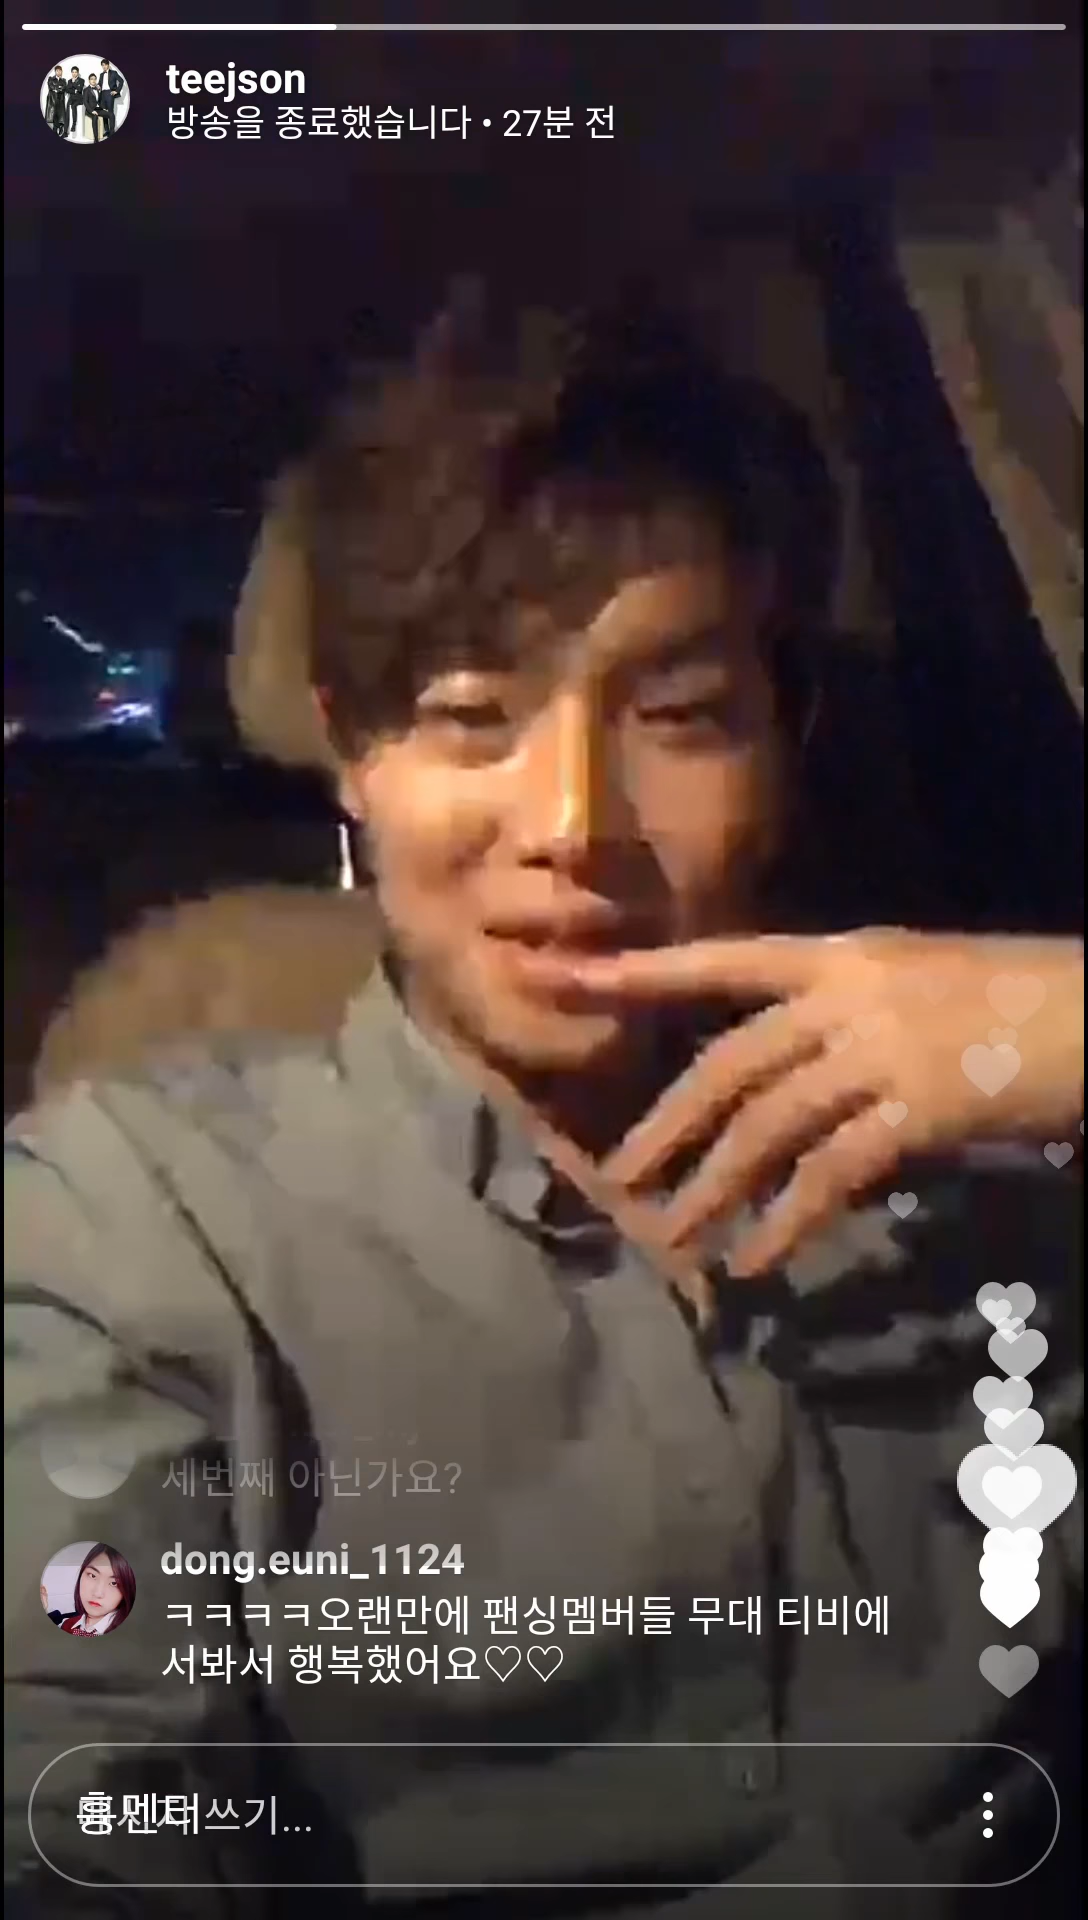 teejson
방송을 종료했습니다 • 27분 전
세번째 아닌가요?
dong.euni_1124
ㅋㅋㅋㅋ오랜만에 팬싱멤버들 무대 티비에
서봐서 행복했어요♡♡
쓰기...